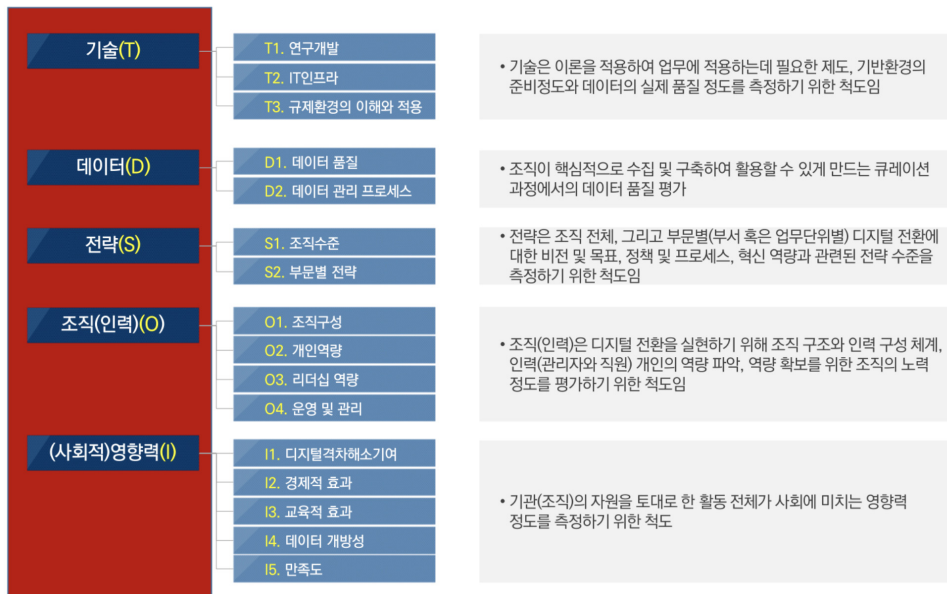 기술(T)
T1. 연구개발
T2. IT인프라
T3. 규제환경의 이해와 적용
• 기술은 이론을 적용하여 업무에 적용하는데 필요한 제도, 기반환경의
준비정도와 데이터의 실제 품질 정도를 측정하기 위한 척도임
데이터(D)
D1. 데이터 품질
D2. 데이터 관리 프로세스
• 조직이 핵심적으로 수집 및 구축하여 활용할 수 있게 만드는 큐레이션
과정에서의 데이터 품질 평가
전략(S)
S1. 조직수준
S2. 부문별 전략
• 전략은 조직 전체, 그리고 부문별(부서 혹은 업무단위별) 디지털 전환에
대한 비전 및 목표, 정책 및 프로세스, 혁신 역량과 관련된 전략 수준을
측정하기 위한 척도임
조직(인력)(O)
O1. 조직구성
O2. 개인역량
O3. 리더십 역량
O4. 운영 및 관리
• 조직(인력)은 디지털 전환을 실현하기 위해 조직 구조와 인력 구성 체계,
인력(관리자와 직원) 개인의 역량 파악, 역량 확보를 위한 조직의 노력
정도를 평가하기 위한 척도임
(사회적)영향력(I)
I1. 디지털격차해소기여
I2. 경제적 효과
I3. 교육적 효과
I4. 데이터 개방성
I5. 만족도
• 기관(조직)의 자원을 토대로 한 활동 전체가 사회에 미치는 영향력
정도를 측정하기 위한 척도